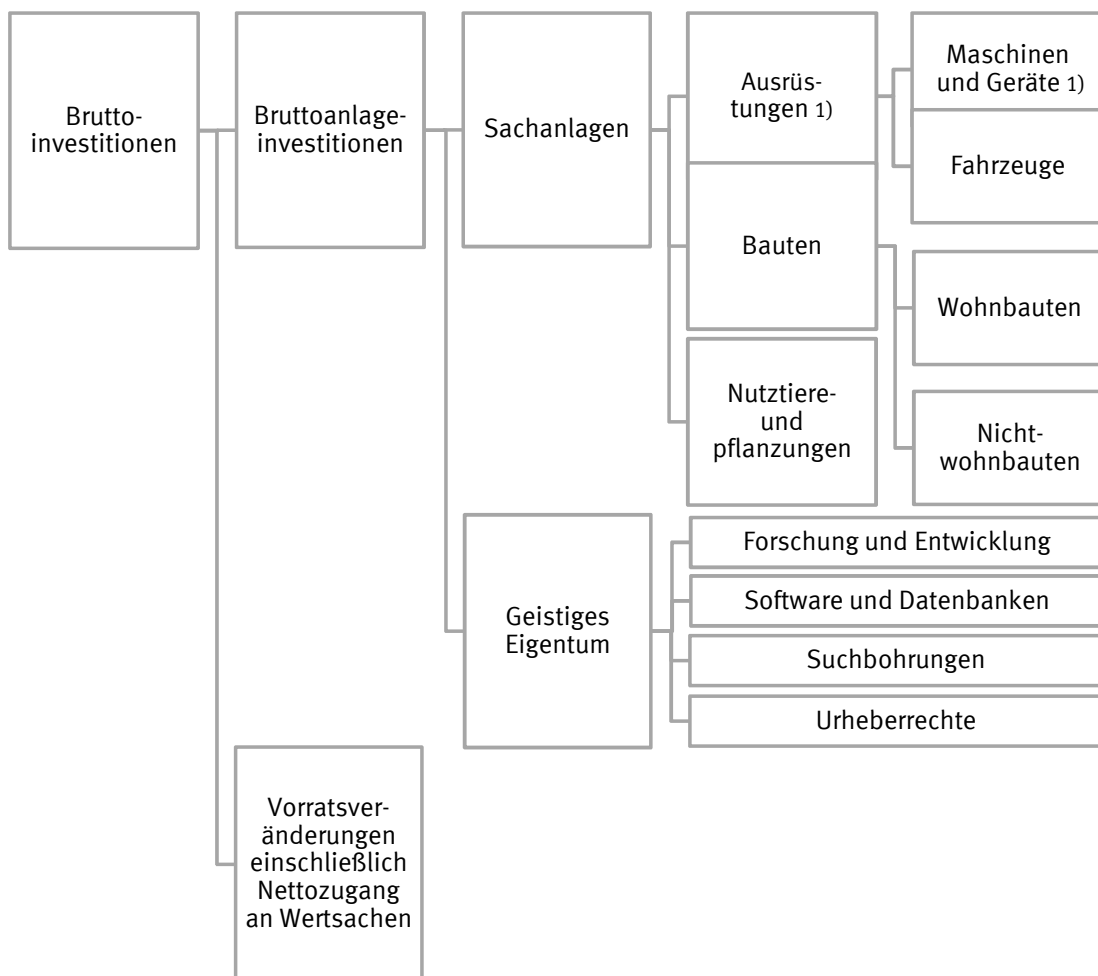 Brutto-
investitionen
Bruttoanlage-
investitionen
Sachanlagen
Ausrüs-
tungen 1)
Maschinen
und Geräte 1)
Fahrzeuge
Bauten
Wohnbauten
Nicht-
wohnbauten
Nutztiere-
und
pflanzungen
Geistiges
Eigentum
Forschung und Entwicklung
Software und Datenbanken
Suchbohrungen
Urheberrechte
Vorratsver-
änderungen
einschließlich
Nettozugang
an Wertsachen